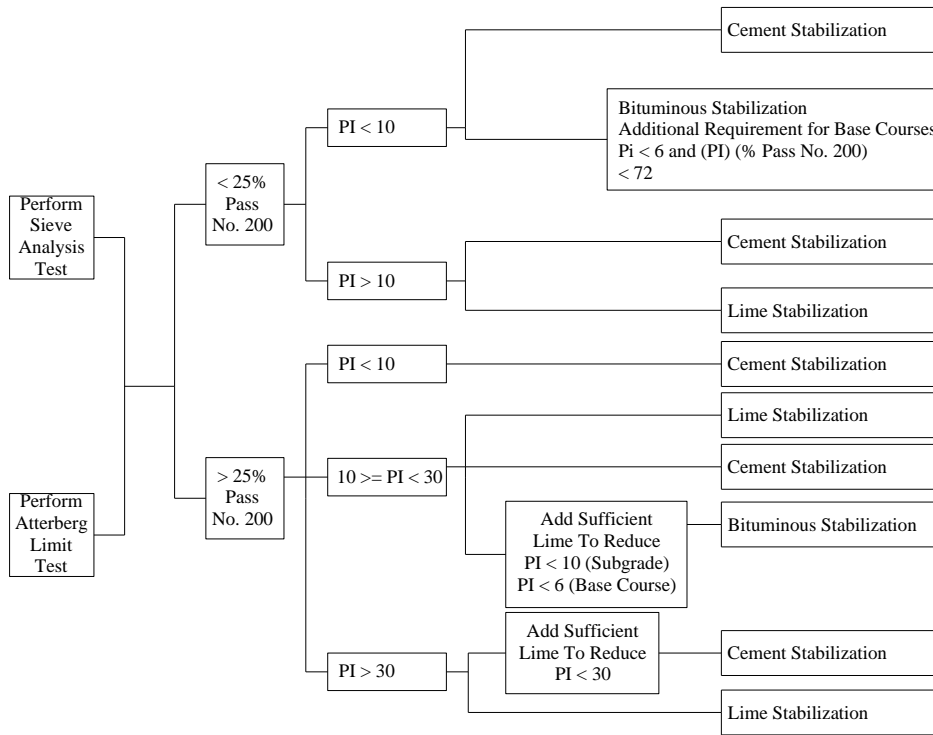 Perform
Sieve
Analysis
Test
Perform
Atterberg
Limit
Test
< 25%
Pass
No. 200
> 25%
Pass
No. 200
PI < 10
PI > 10
PI < 10
10 >= PI < 30
PI > 30
Cement Stabilization
Bituminous Stabilization
Additional Requirement for Base Courses
Pi < 6 and (PI) (% Pass No. 200)
< 72
Cement Stabilization
Lime Stabilization
Cement Stabilization
Lime Stabilization
Cement Stabilization
Add Sufficient
Lime To Reduce
PI < 10 (Subgrade)
PI < 6 (Base Course)
Bituminous Stabilization
Add Sufficient
Lime To Reduce
PI < 30
Cement Stabilization
Lime Stabilization